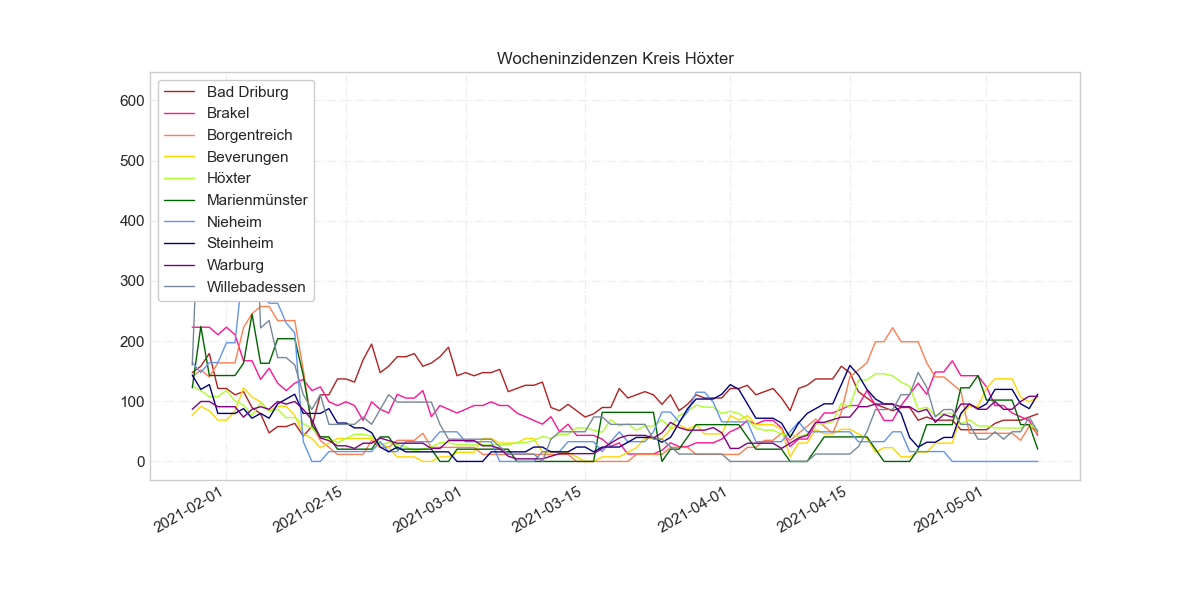 Wocheninzidenzen Kreis Höxter
600
500
400
300
200
100
0
Bad Driburg
Brakel
Borgentreich
Beverungen
Höxter
Marienmünster
Nieheim
Steinheim
Warburg
Willebadessen
2021-02-01
2021-02-15
2021-03-01
2021-03-15
2021-04-01
2021-04-15
2021-05-01